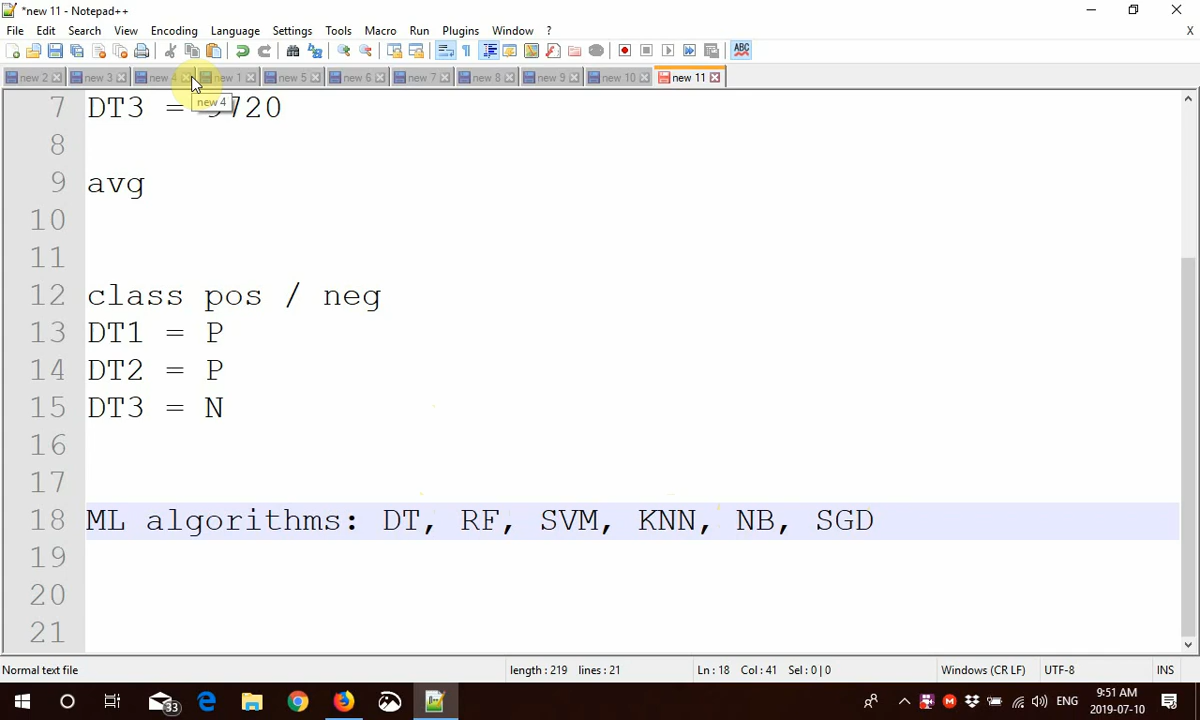 *new 11 - Notepad++
File Edit Search View Encoding Language Settings Tools Macro Run Plugins Window ? X
ABC
new 2 new 3 new 4 new 1 new 5 new 6 new 7 new 8 new 9 new 10 new 11
new 4
7 DT3 = 9720
8
9 avg
10
11
12 class pos / neg
13 DT1 = P
14 DT2 = P
15 DT3 = N
16
17
18 ML algorithms: DT, RF, SVM, KNN, NB, SGD
19
20
21
Normal text file length : 219 lines : 21 Ln : 18 Col : 41 Sel : 0 | 0 Windows (CR LF) UTF-8 INS
33 ENG 9:51 AM
2019-07-10